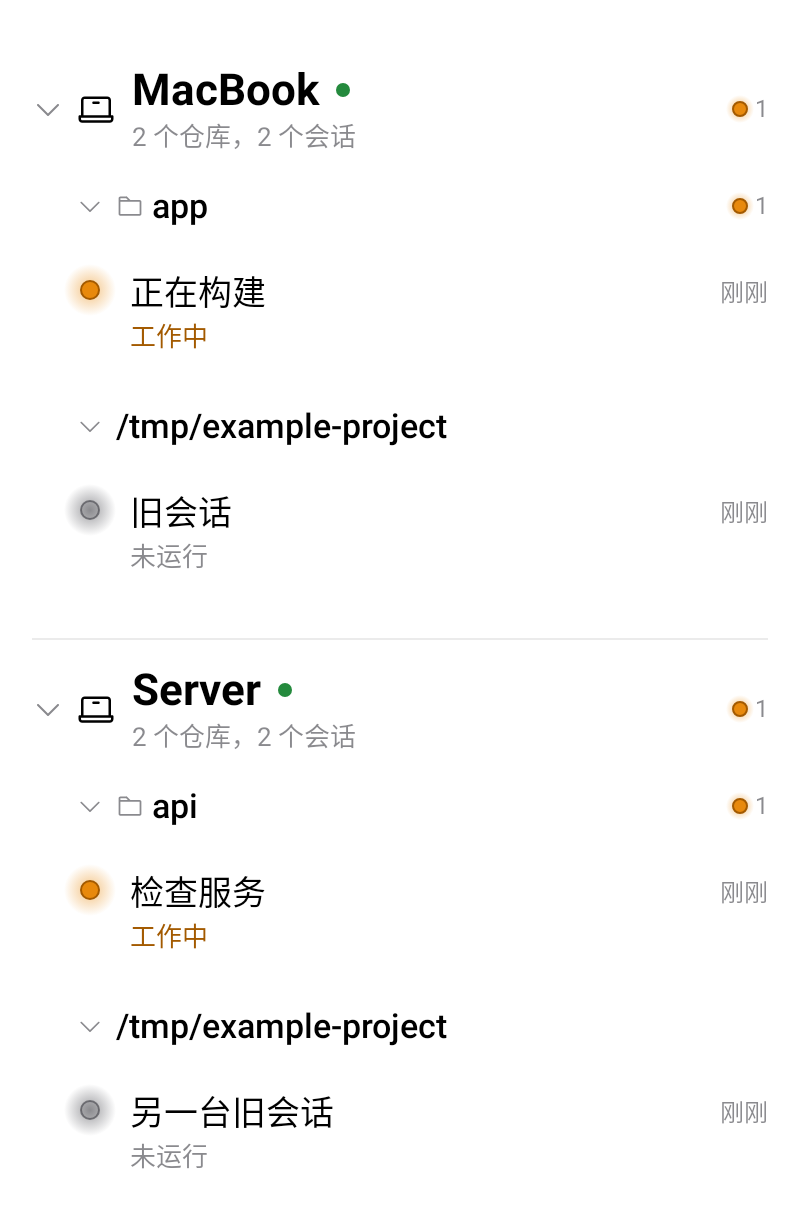 MacBook
1
2 个仓库，2 个会话
app
1
正在构建
刚刚
工作中
/tmp/example-project
旧会话
刚刚
未运行
Server
1
2 个仓库，2 个会话
api
1
检查服务
刚刚
工作中
/tmp/example-project
另一台旧会话
刚刚
未运行